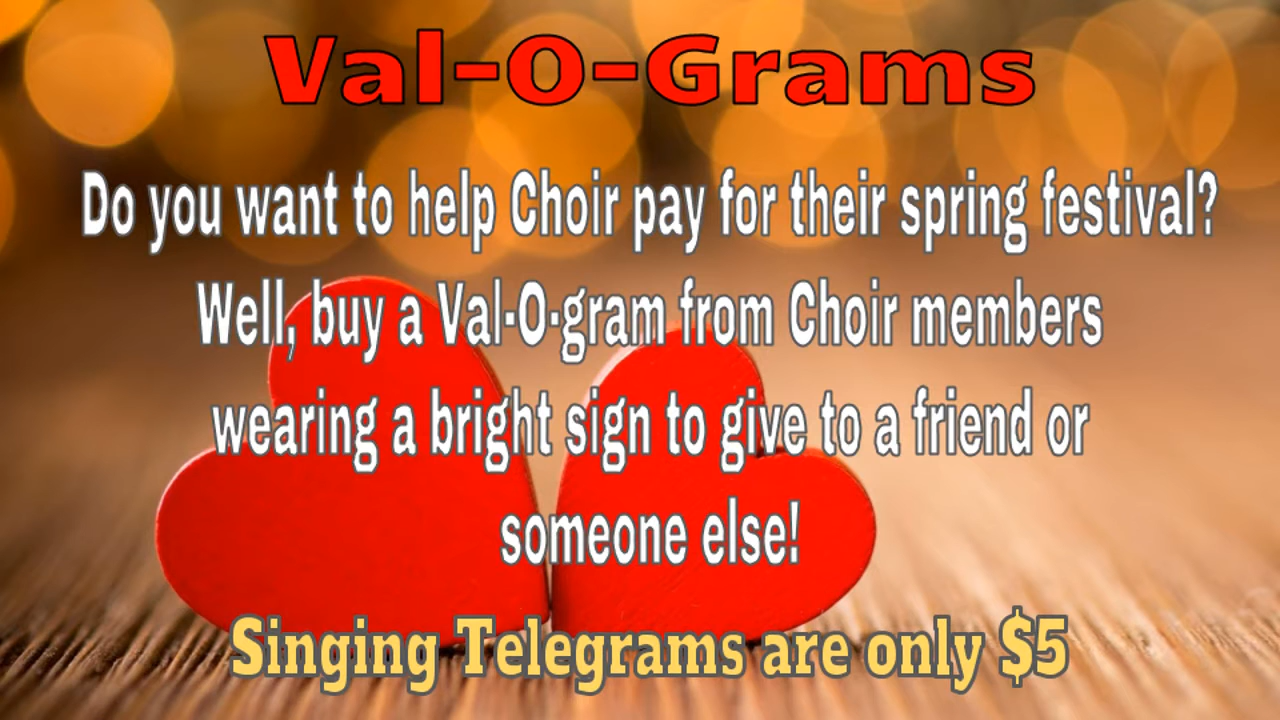 Val-O-Grams
Do you want to help Choir pay for their spring festival?
Well, buy a Val-O-gram from Choir members
wearing a bright sign to give to a friend or
someone else!
Singing Telegrams are only $5